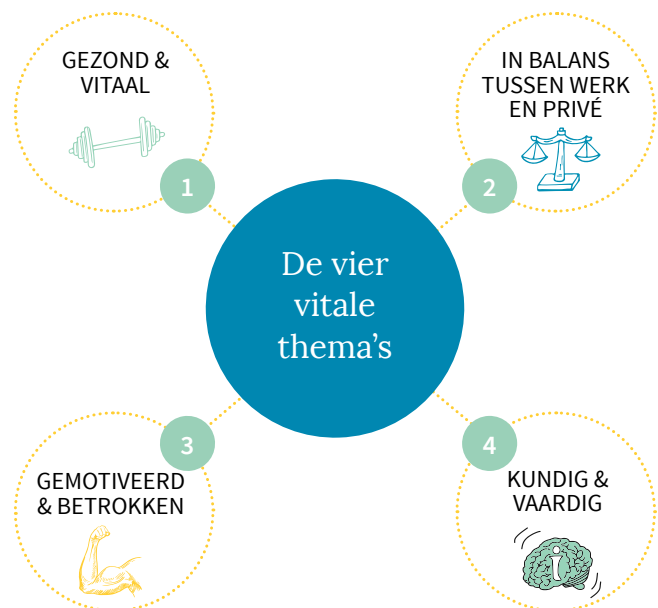 GEZOND &
VITAAL
1
IN BALANS
TUSSEN WERK
EN PRIVÉ
2
De vier
vitale
thema's
3
GEMOTIVEERD
& BETROKKEN
4
KUNDIG &
VAARDIG
i